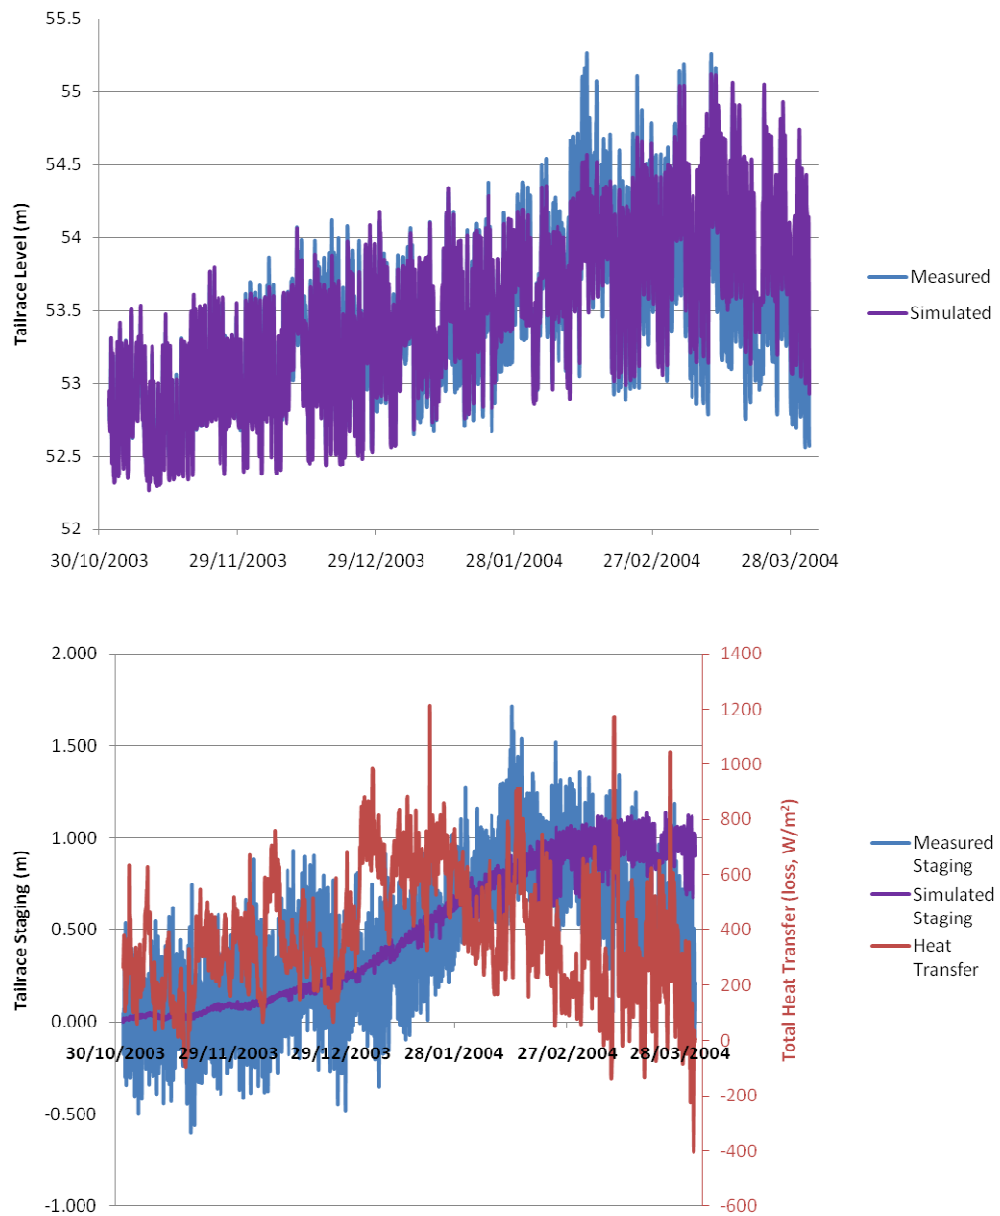 55.5
55
54.5
54
53.5
53
52.5
52
Tailrace Level (m)
30/10/2003 29/11/2003 29/12/2003 28/01/2004 27/02/2004 28/03/2004
Measured
Simulated
2.000
1.500
1.000
0.500
0.000
-0.500
-1.000
Tailrace Staging (m)
30/10/2003 29/11/2003 29/12/2003 28/01/2004 27/02/2004 28/03/2004
1400
1200
1000
800
600
400
200
0
-200
-400
-600
Total Heat Transfer (loss, W/m²)
Measured
Staging
Simulated
Staging
Heat
Transfer